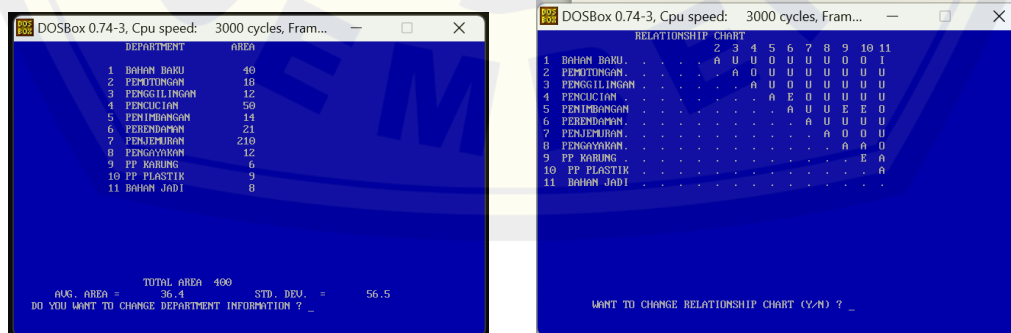 DOSBox 0.74-3, Cpu speed: 3000 cycles, Fram...
DEPARTMENT AREA
1 BAHAN BAKU 40
2 PEMOTONGAN 18
3 PENGGILINGAN 12
4 PENCUCIAN 50
5 PENIMBANGAN 14
6 PERENDAMAN 21
7 PENJEMURAN 210
8 PENGAYAKAN 12
9 PP KARUNG 6
10 PP PLASTIK 9
11 BAHAN JADI 8
TOTAL AREA 400
AVG. AREA = 36.4 STD. DEV. = 56.5
DO YOU WANT TO CHANGE DEPARTMENT INFORMATION ? _
DOSBox 0.74-3, Cpu speed: 3000 cycles, Fram...
RELATIONSHIP CHART
2 3 4 5 6 7 8 9 10 11
1 BAHAN BAKU. . . . . A U U O U U U O O I
2 PEMOTONGAN . . . . . . A O U U U U U U U
3 PENGGILINGAN . . . . . . . A U O U U U U U
4 PENCUCIAN . . . . . . . . A E O U U U U
5 PENIMBANGAN . . . . . . . . . A U U E E O
6 PERENDAMAN. . . . . . . . . . . A U U U U
7 PENJEMURAN. . . . . . . . . . . . A O O U
8 PENGAYAKAN. . . . . . . . . . . . . A A O
9 PP KARUNG . . . . . . . . . . . . . . E A
10 PP PLASTIK . . . . . . . . . . . . . . . A
11 BAHAN JADI . . . . . . . . . . . . . . . .
WANT TO CHANGE RELATIONSHIP CHART (Y/N) ? _